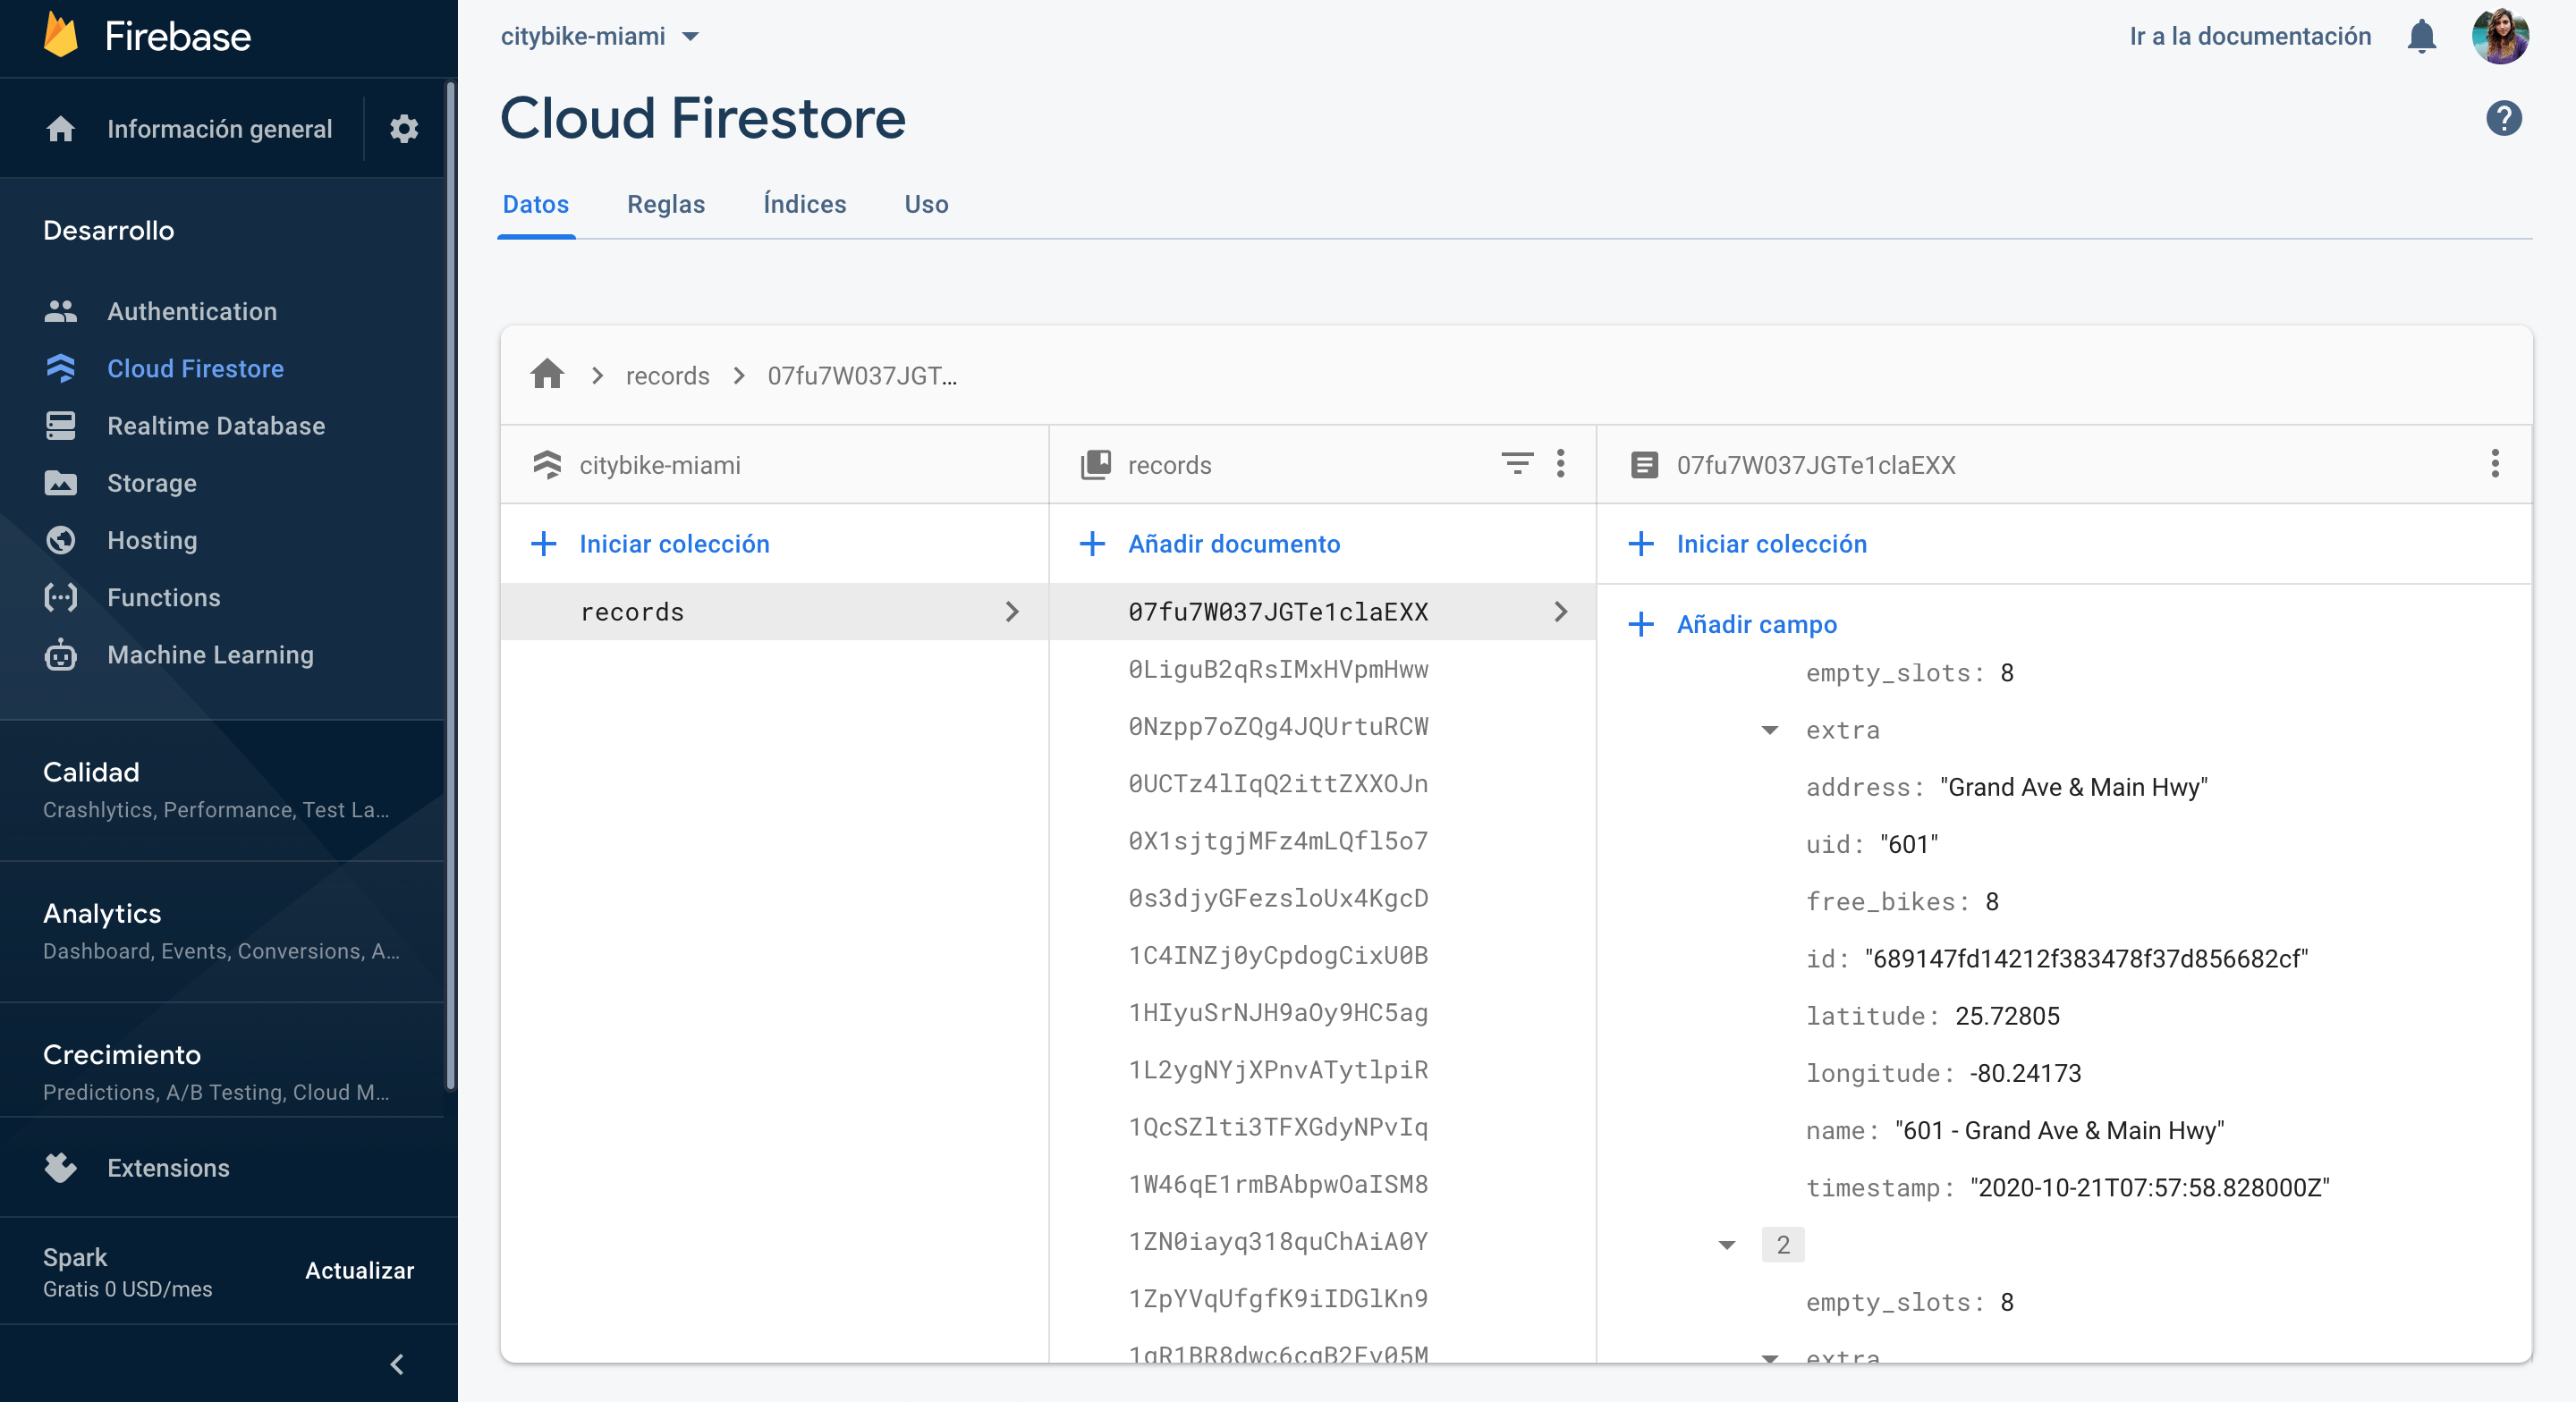 Firebase
Información general
Desarrollo
Authentication
Cloud Firestore
Realtime Database
Storage
Hosting
Functions
Machine Learning
Calidad
Crashlytics, Performance, Test La...
Analytics
Dashboard, Events, Conversions, A...
Crecimiento
Predictions, A/B Testing, Cloud M...
Extensions
Spark
Gratis 0 USD/mes
Actualizar
citybike-miami
Ir a la documentación
Cloud Firestore
Datos
Reglas
Índices
Uso
records
07fu7W037JGT...
citybike-miami
Iniciar colección
records
records
Añadir documento
07fu7W037JGTe1claEXX
0LiguB2qRsIMxHVpmHww
0Nzpp7oZQg4JQUrtuRCW
0UCTz4lIqQ2ittZXXOJn
0X1sjtgjMFz4mLQfl5o7
0s3djyGFezsloUx4KgcD
1C4INZj0yCpdogCixU0B
1HIyuSrNJH9aOy9HC5ag
1L2ygNYjXPnvATytlpiR
1QcSZlti3TFXGdyNPvIq
1W46qE1rmBAbpwOaISM8
1ZN0iayq318quChAiA0Y
1ZpYVqUfgfK9iIDGlKn9
07fu7W037JGTe1claEXX
Iniciar colección
Añadir campo
empty_slots: 8
extra
address: "Grand Ave & Main Hwy"
uid: "601"
free_bikes: 8
id: "689147fd14212f383478f37d856682cf"
latitude: 25.72805
longitude: -80.24173
name: "601 - Grand Ave & Main Hwy"
timestamp: "2020-10-21T07:57:58.828000Z"
2
empty_slots: 8
extra